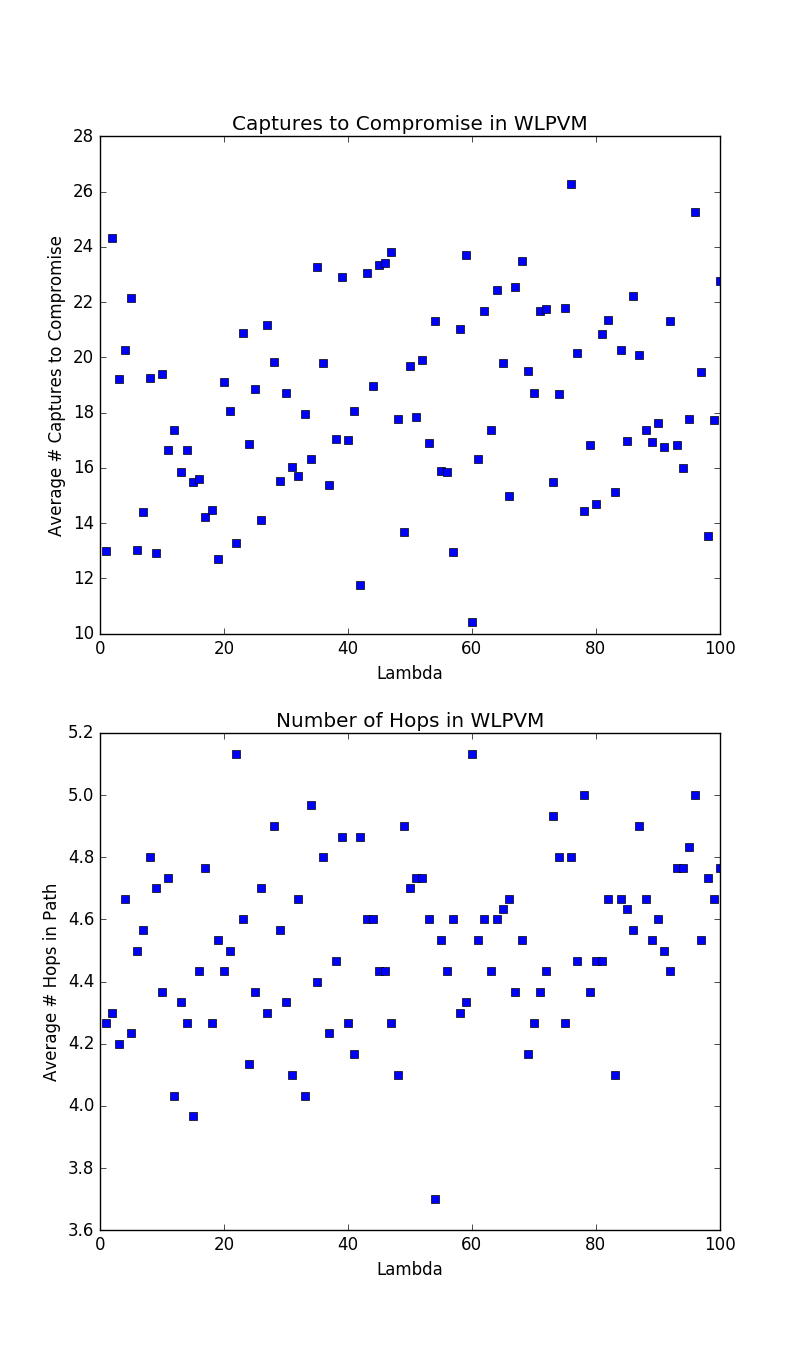 Captures to Compromise in WLPVM
Average # Captures to Compromise
28
26
24
22
20
18
16
14
12
10
0 20 40 60 80 100
Lambda
Number of Hops in WLPVM
Average # Hops in Path
5.2
5.0
4.8
4.6
4.4
4.2
4.0
3.8
3.6
0 20 40 60 80 100
Lambda